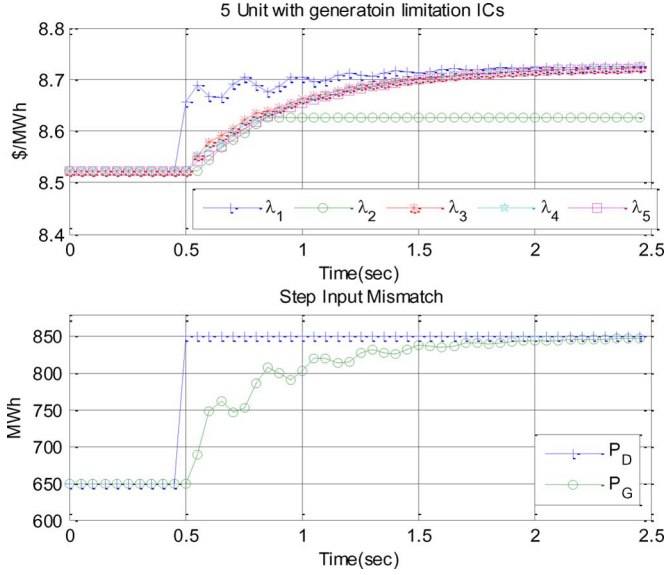 5 Unit with generatoin limitation ICs
8.8
8.7
8.6
8.5
8.4
$/MWh
λ1 λ2 λ3 λ4 λ5
0 0.5 1 1.5 2 2.5
Time(sec)
Step Input Mismatch
850
800
750
700
650
600
MWh
PD
PG
0 0.5 1 1.5 2 2.5
Time(sec)